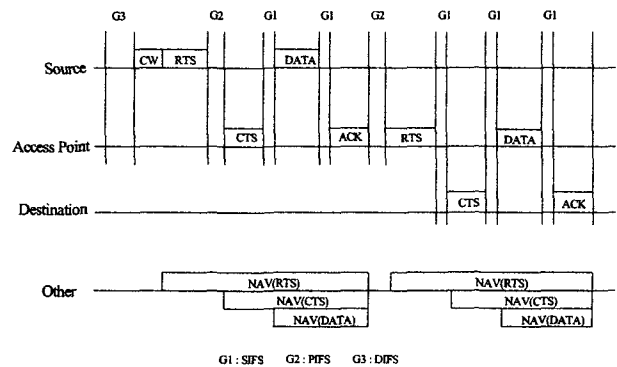 G3 G2 G1 G1 G2 G1 G1 G1
Source CW RTS DATA
Access Point CTS ACK RTS DATA
Destination CTS ACK
Other NAV(RTS) NAV(RTS)
NAV(CTS) NAV(CTS)
NAV(DATA) NAV(DATA)
G1 : SIFS G2 : PIFS G3 : DIFS